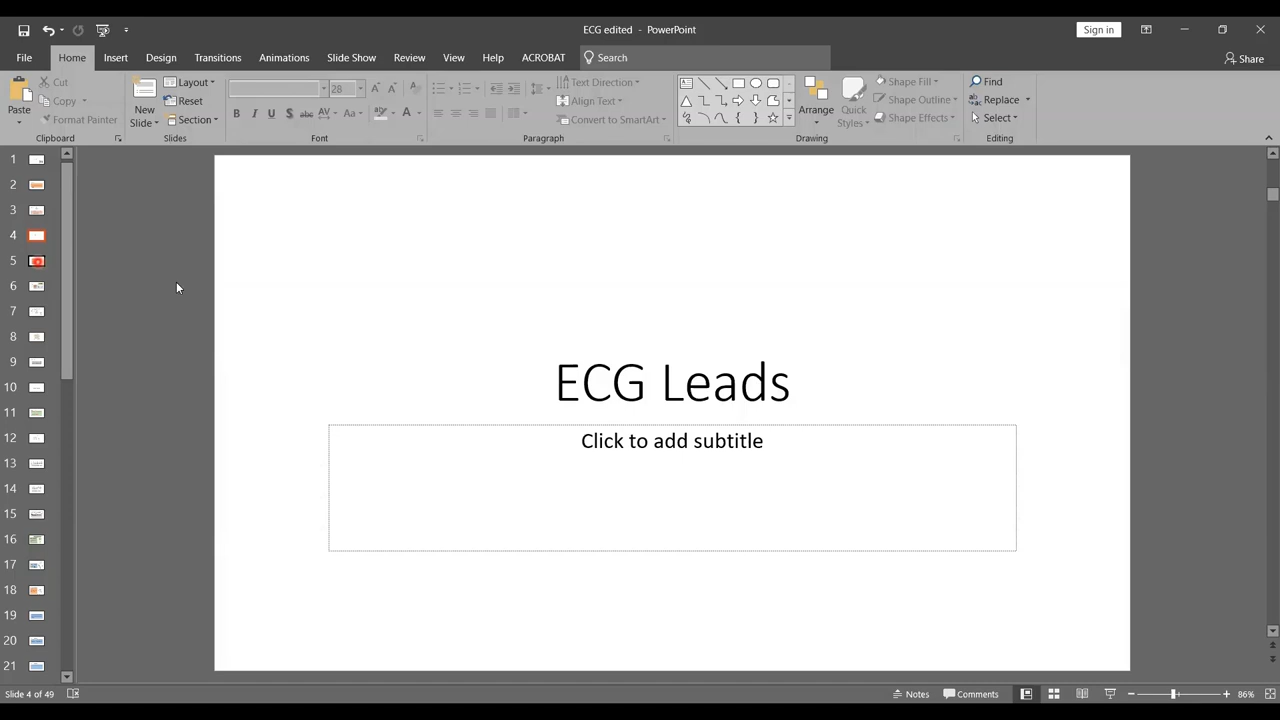 ECG edited - PowerPoint
Sign in
File Home Insert Design Transitions Animations Slide Show Review View Help ACROBAT Search Share
Paste
Cut
Copy
Format Painter
Clipboard
New Slide
Layout
Reset
Section
Slides
28
B I U S abc AV Aa A
Font
Text Direction
Align Text
Convert to SmartArt
Paragraph
Arrange
Quick Styles
Shape Fill
Shape Outline
Shape Effects
Drawing
Find
Replace
Select
Editing
1
2
3
4
5
6
7
8
9
10
11
12
13
14
15
16
17
18
19
20
21
ECG Leads
Click to add subtitle
Slide 4 of 49
Notes
Comments
86%